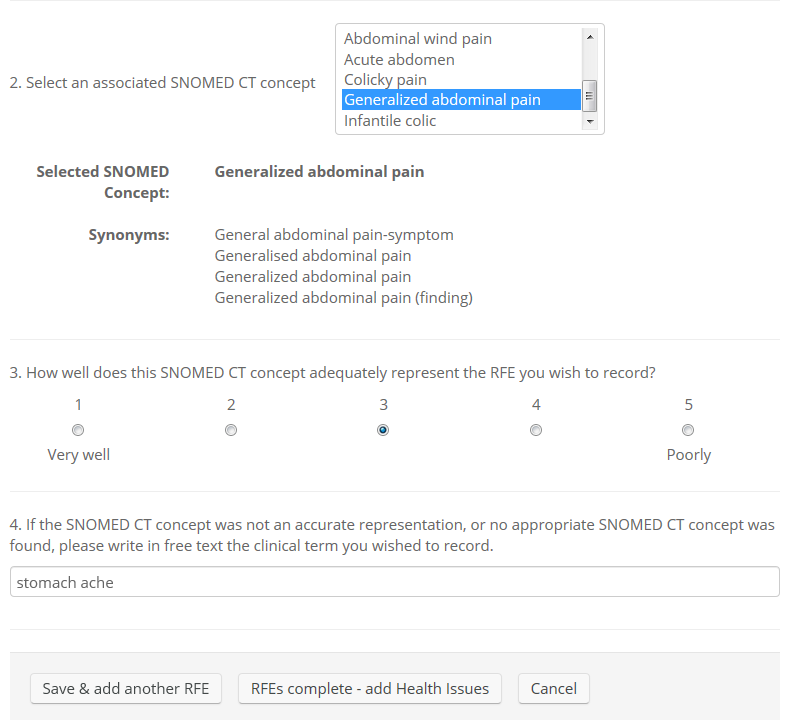 Abdominal wind pain
Acute abdomen
2. Select an associated SNOMED CT concept
Colicky pain
Generalized abdominal pain
Infantile colic
Selected SNOMED Concept:
Generalized abdominal pain
Synonyms:
General abdominal pain-symptom
Generalised abdominal pain
Generalized abdominal pain
Generalized abdominal pain (finding)
3. How well does this SNOMED CT concept adequately represent the RFE you wish to record?
1 2 3 4 5
Very well Poorly
4. If the SNOMED CT concept was not an accurate representation, or no appropriate SNOMED CT concept was
found, please write in free text the clinical term you wished to record.
stomach ache
Save & add another RFE RFEs complete - add Health Issues Cancel